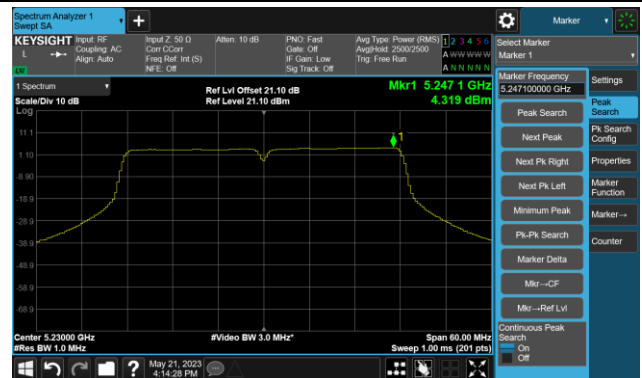 Spectrum Analyzer 1
Swept SA
Marker
KEYSIGHT
L
LW
Input: RF
Coupling: AC
Align: Auto
Input Z: 50 Ω
Corr CCorr
Freq Ref: Int (S)
NFE: Off
Atten: 10 dB
PNO: Fast
Gate: Off
IF Gain: Low
Sig Track: Off
Avg Type: Power (RMS)
Avg|Hold: 2500/2500
Trig: Free Run
1 2 3 4 5 6
A W W W W W
A N N N N N
Select Marker
Marker 1
1 Spectrum
Scale/Div 10 dB
Log
Ref Lvl Offset 21.10 dB
Ref Level 21.10 dBm
Mkr1 5.247 1 GHz
4.319 dBm
1
11.1
1.10
-8.90
-18.9
-28.9
-38.9
-48.9
-58.9
-68.9
Center 5.23000 GHz
#Res BW 1.0 MHz
#Video BW 3.0 MHz*
Span 60.00 MHz
Sweep 1.00 ms (201 pts)
Marker Frequency
5.247100000 GHz
Peak Search
Next Peak
Next Pk Right
Next Pk Left
Minimum Peak
Pk-Pk Search
Marker Delta
Mkr→CF
Mkr→Ref Lvl
Continuous Peak
Search
On
Off
Settings
Peak
Search
Pk Search
Config
Properties
Marker
Function
Marker→
Counter
?
May 21, 2023
4:14:28 PM